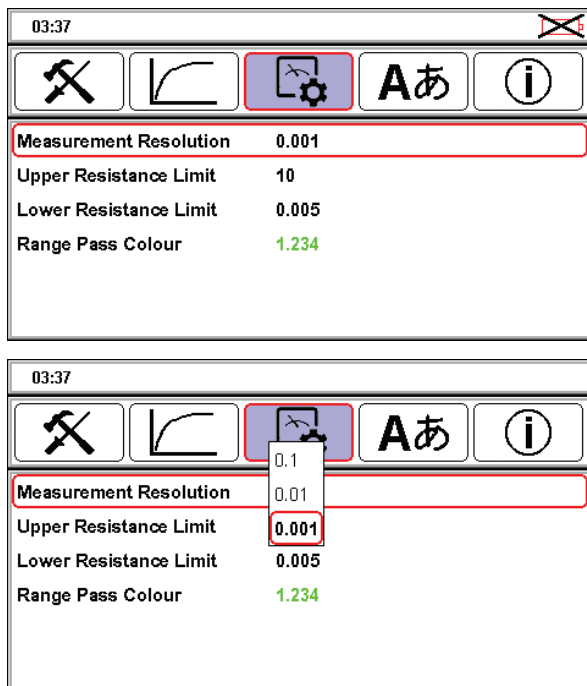 03:37
Aあ i
Measurement Resolution 0.001
Upper Resistance Limit 10
Lower Resistance Limit 0.005
Range Pass Colour 1.234
03:37
Aあ i
0.1
Measurement Resolution 0.01
Upper Resistance Limit 0.001
Lower Resistance Limit 0.005
Range Pass Colour 1.234